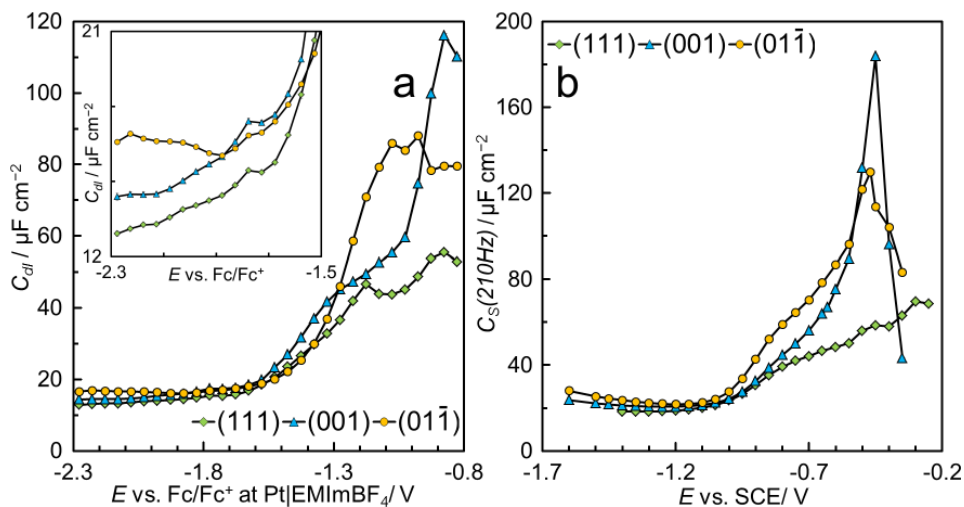 120
100
80
60
40
20
0
C_dl / µF cm⁻²
21
12
C_dl / µF cm⁻²
-2.3
-1.5
E vs. Fc/Fc⁺
a
(111) (001) (011̄)
-2.3
-1.8
-1.3
-0.8
E vs. Fc/Fc⁺ at Pt|EMImBF₄/ V
200
160
120
80
40
0
C_S(210Hz) / µF cm⁻²
(111) (001) (011̄)
b
-1.7
-1.2
-0.7
-0.2
E vs. SCE/ V